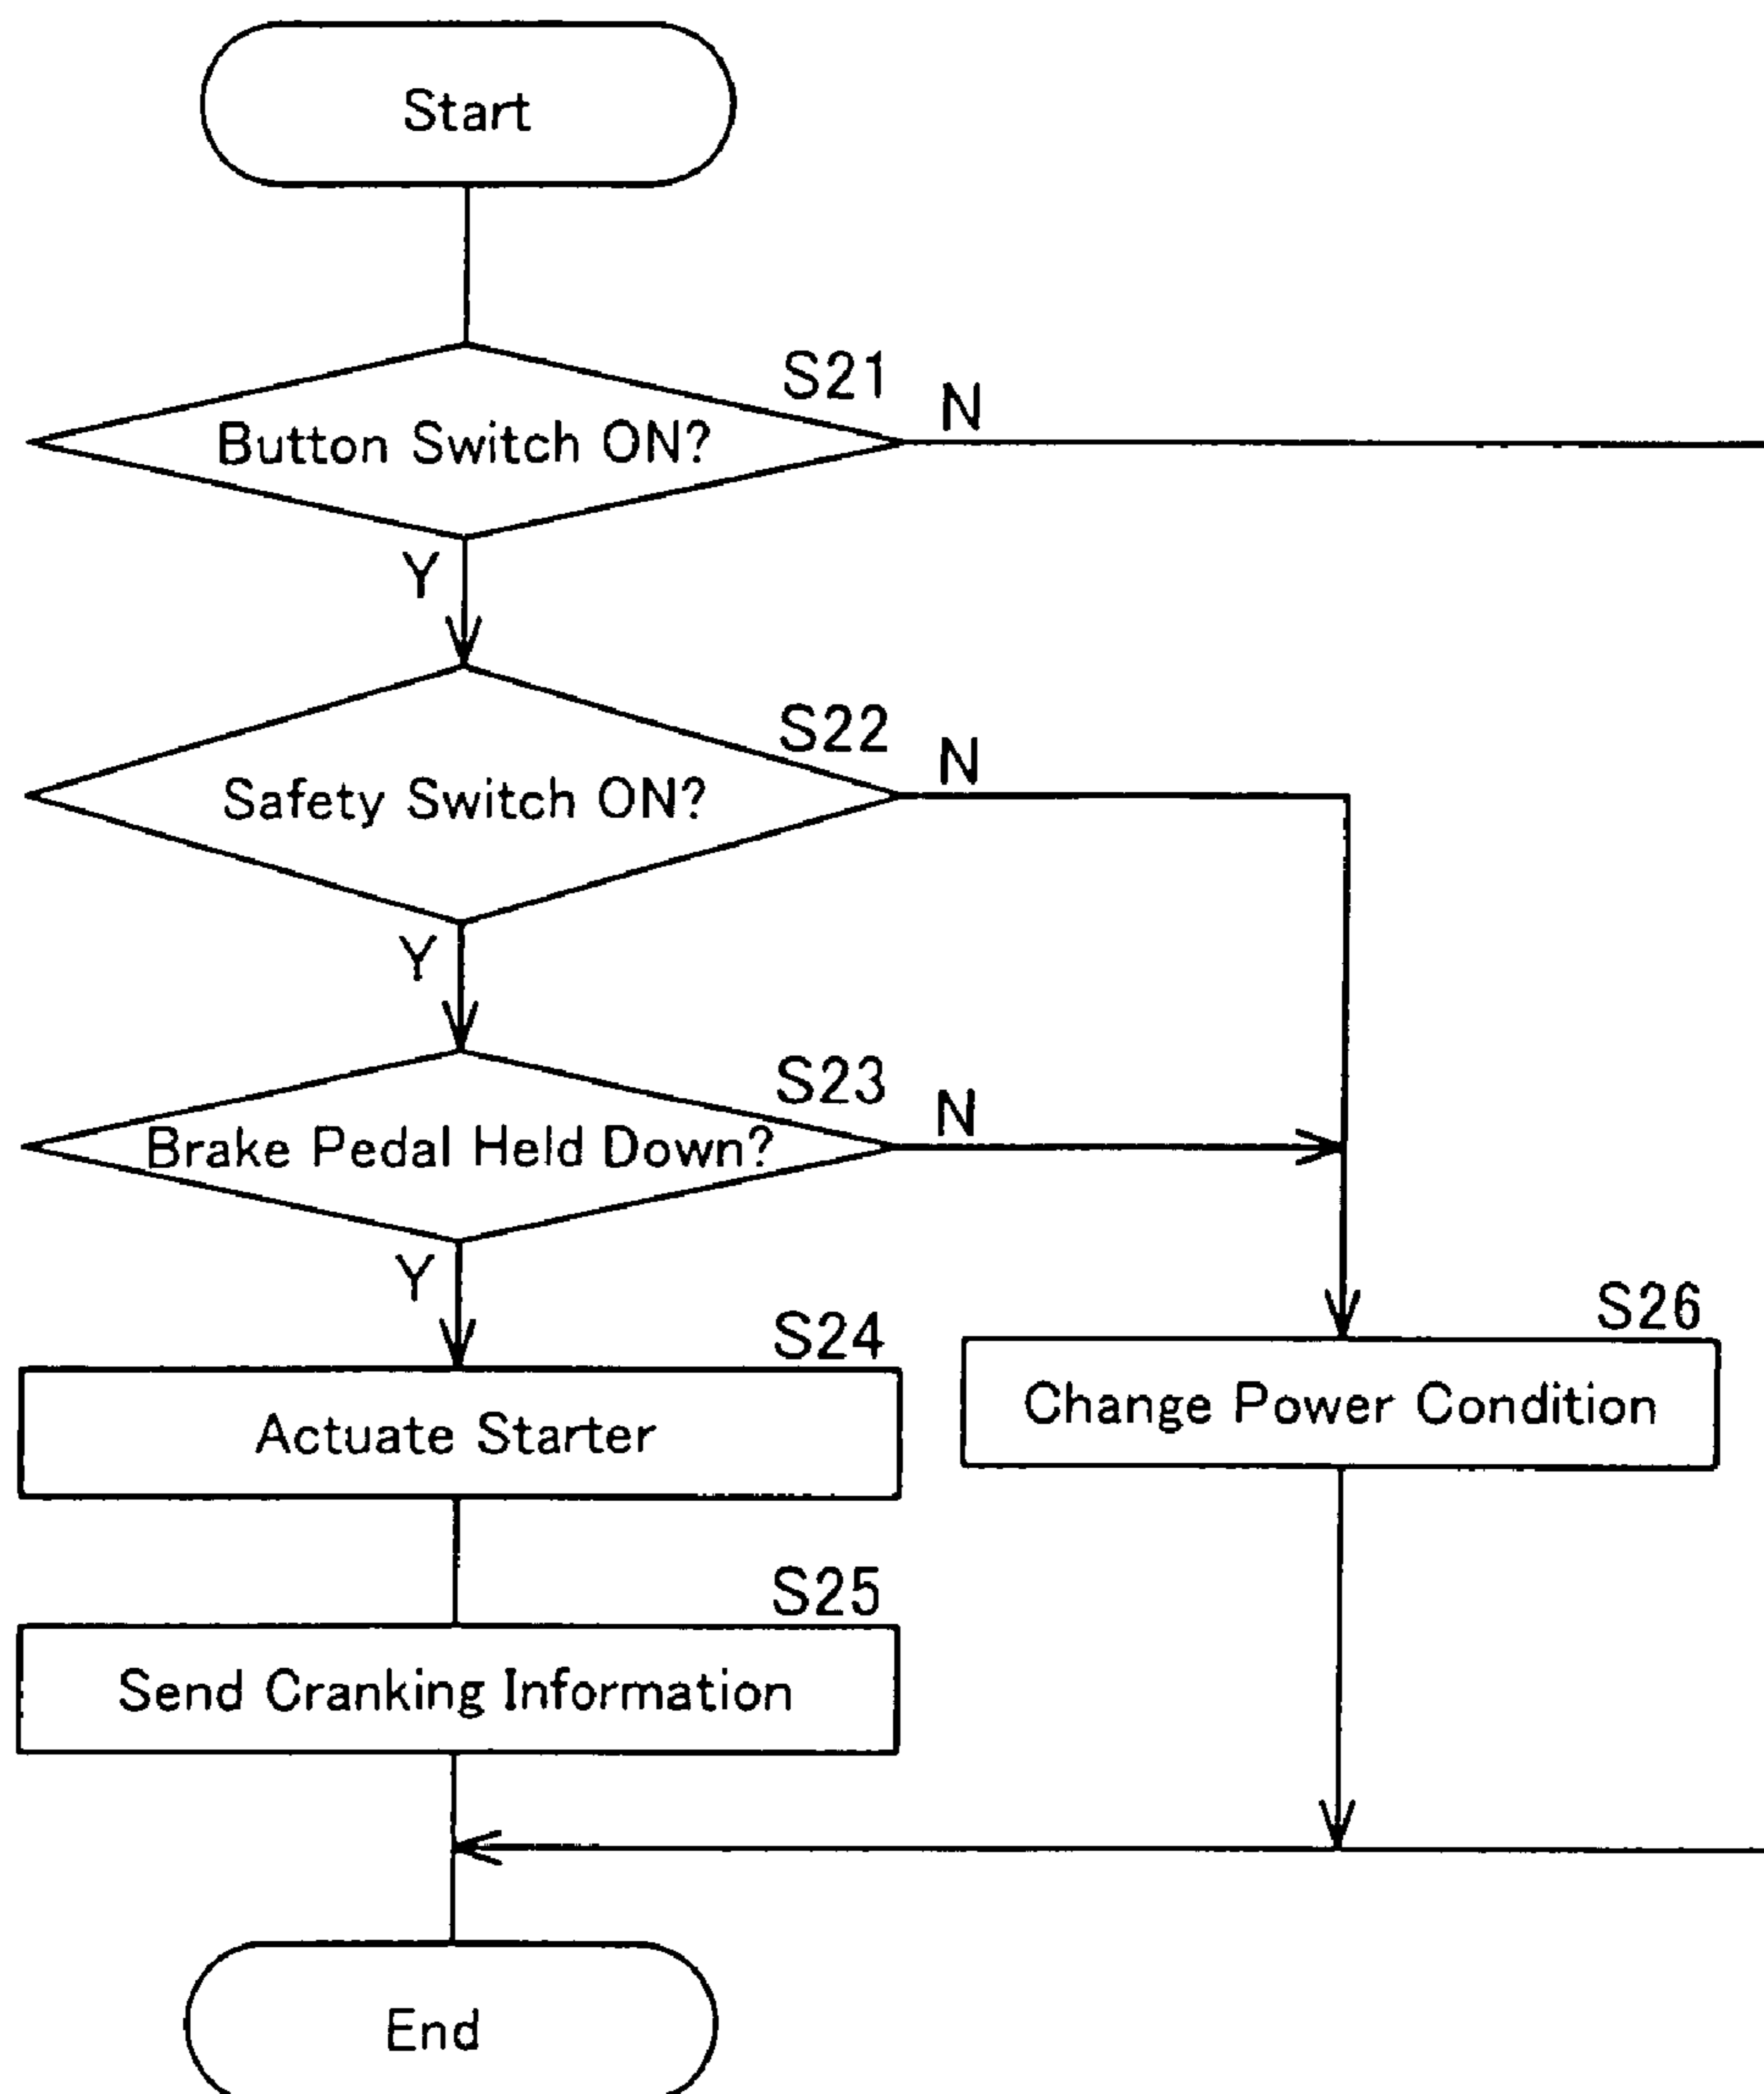 Start
S21
N
Button Switch ON?
Y
S22
N
Safety Switch ON?
Y
S23
N
Brake Pedal Held Down?
Y
S24
S26
Actuate Starter
Change Power Condition
S25
Send Cranking Information
End